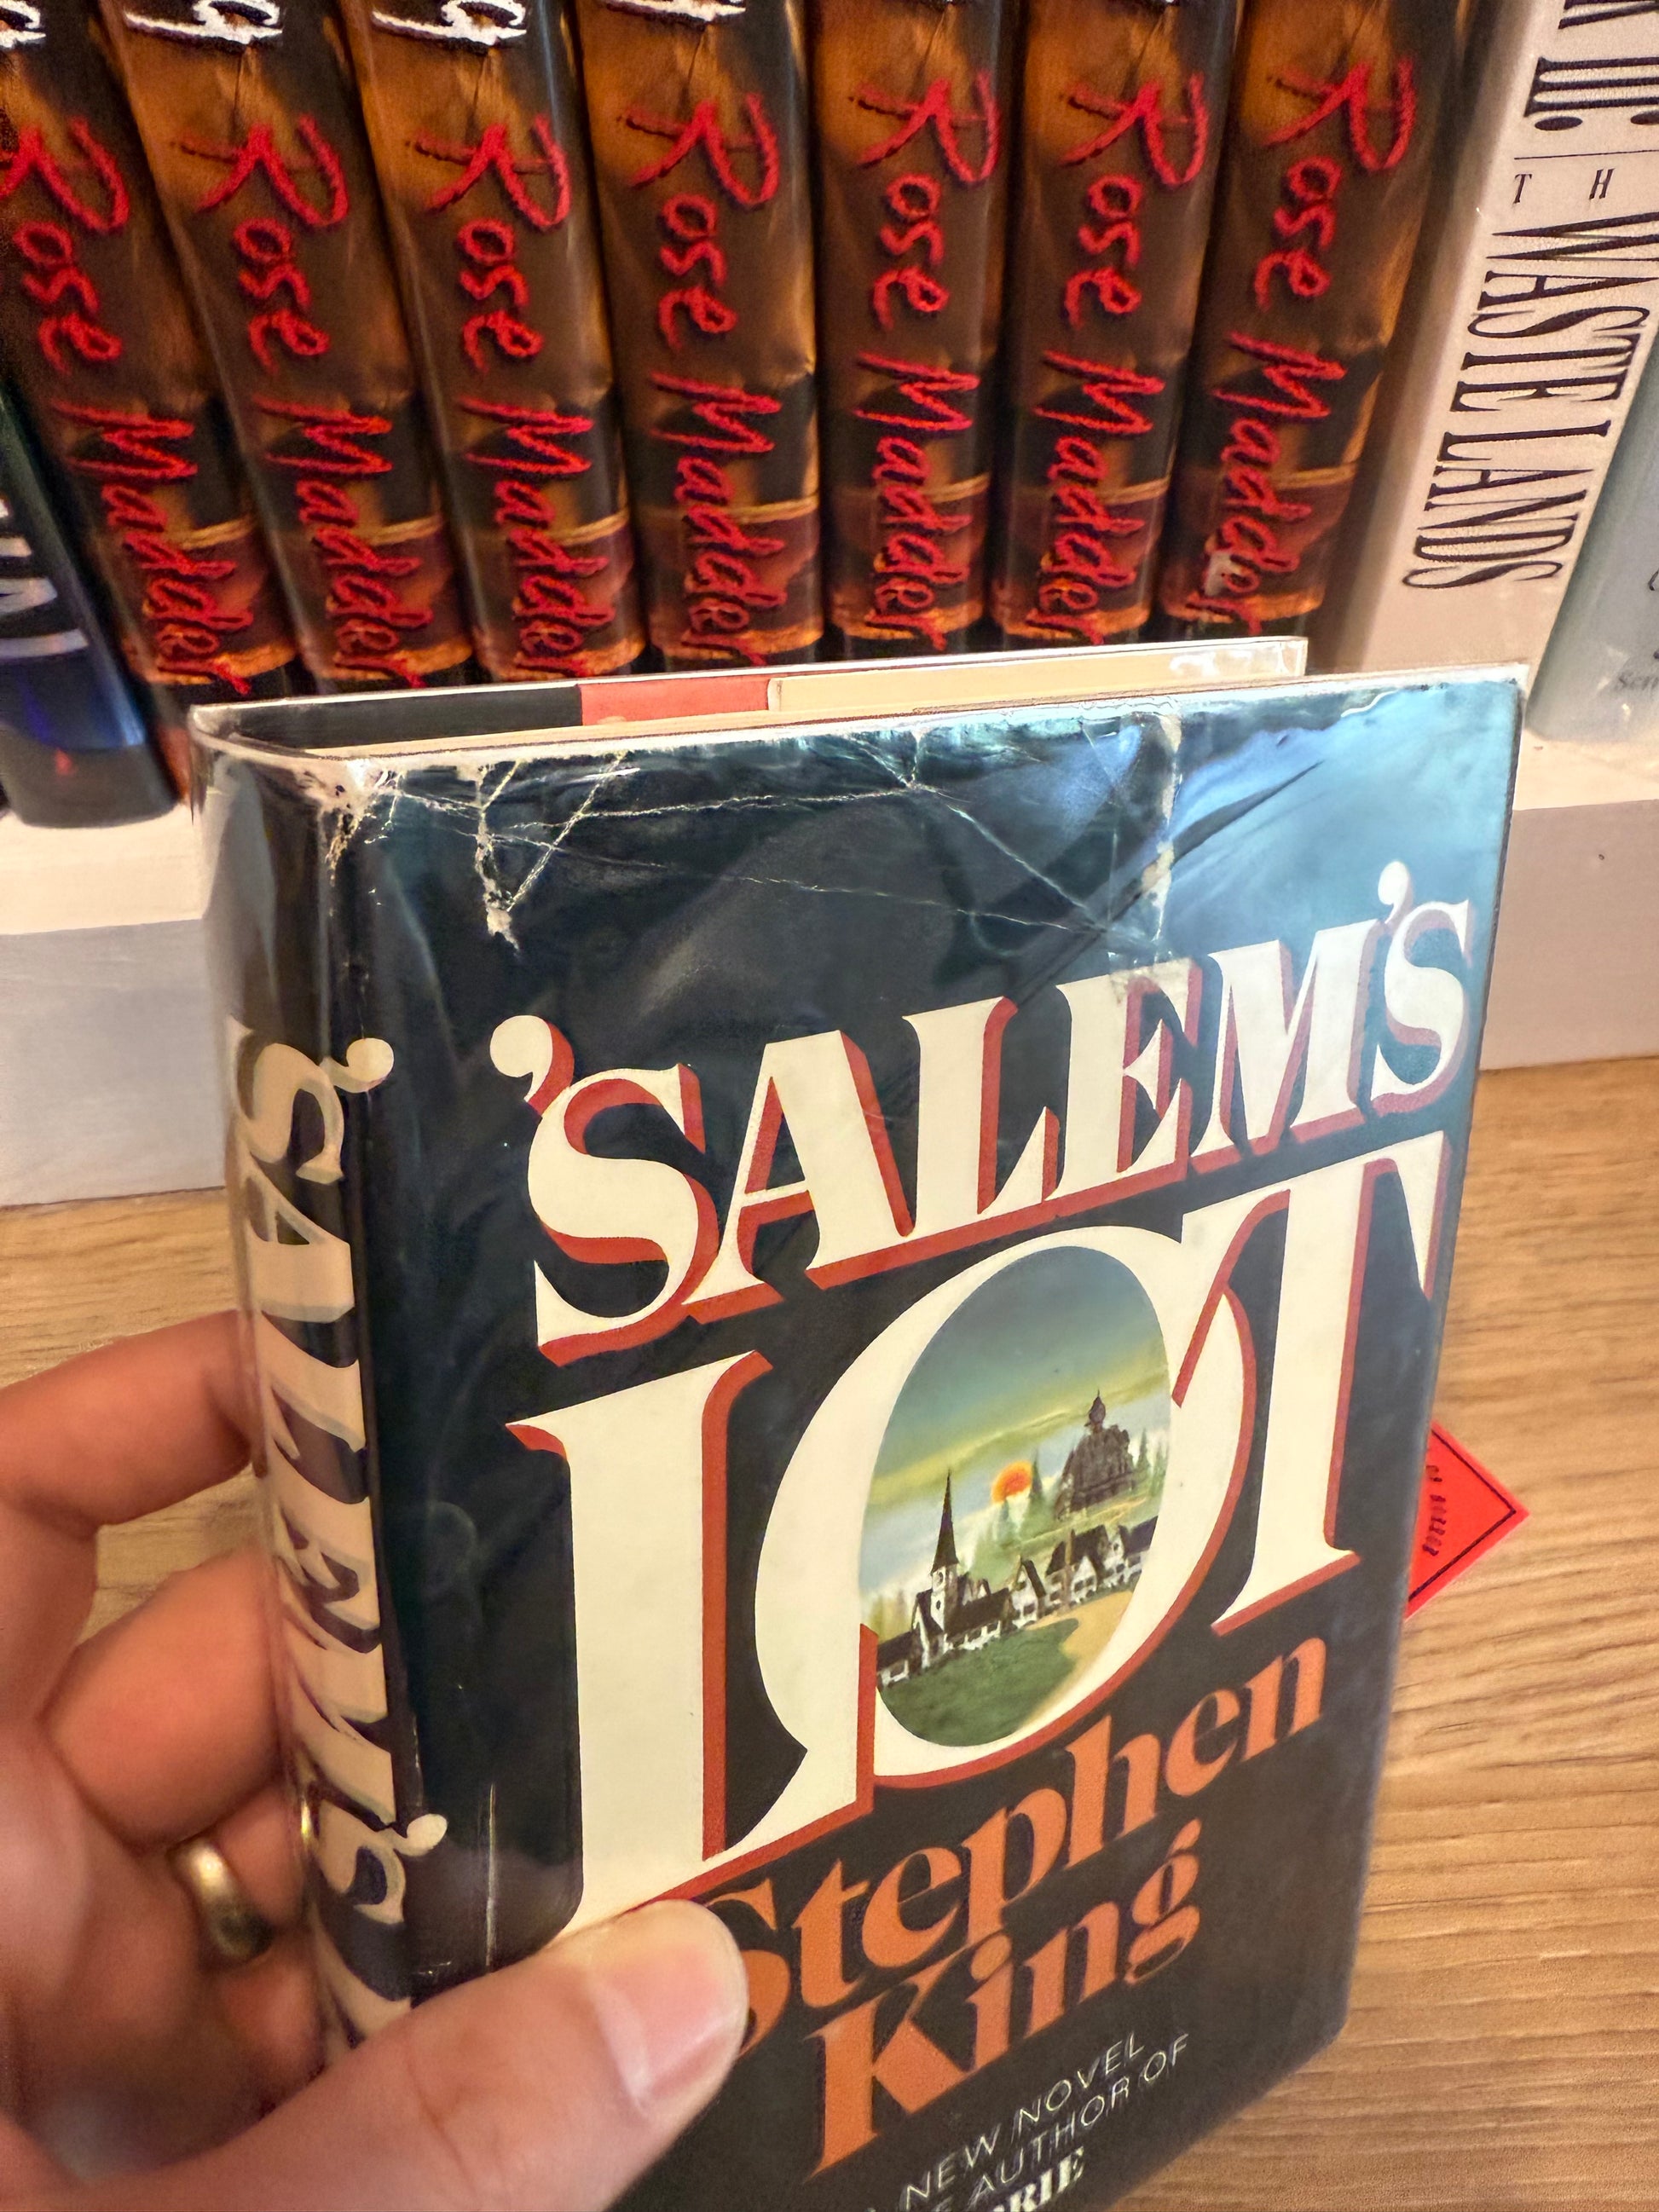 Rose Madder
Rose Madder
Rose Madder
Rose Madder
Rose Madder
Rose Madder
Rose Madder
THE WASTE LANDS
'SALEM'S
'SALEM'S
LOT
Stephen
King
NEW NOVEL
AUTHOR OF